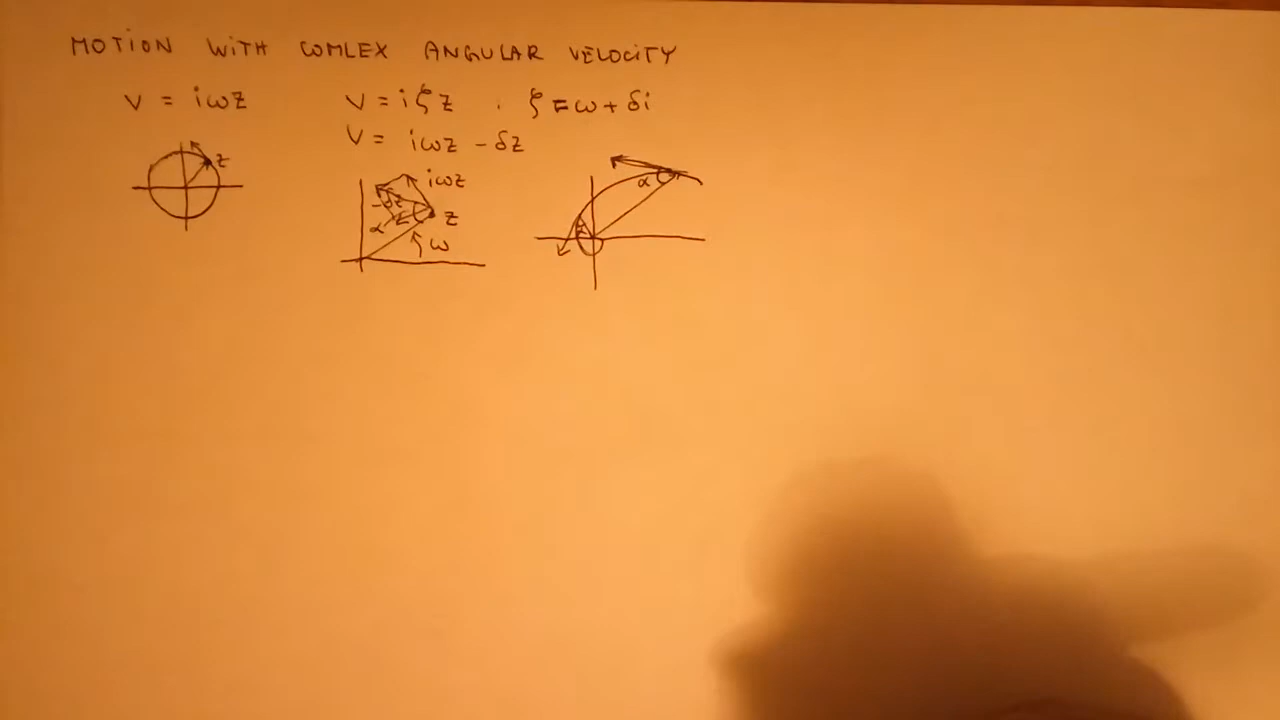 MOTION WITH COMLEX ANGULAR VELOCITY
V = iωz
V = iζz . ζ = ω + δi
V = iωz - δz
z
iωz
-δz
α
z
ω
α